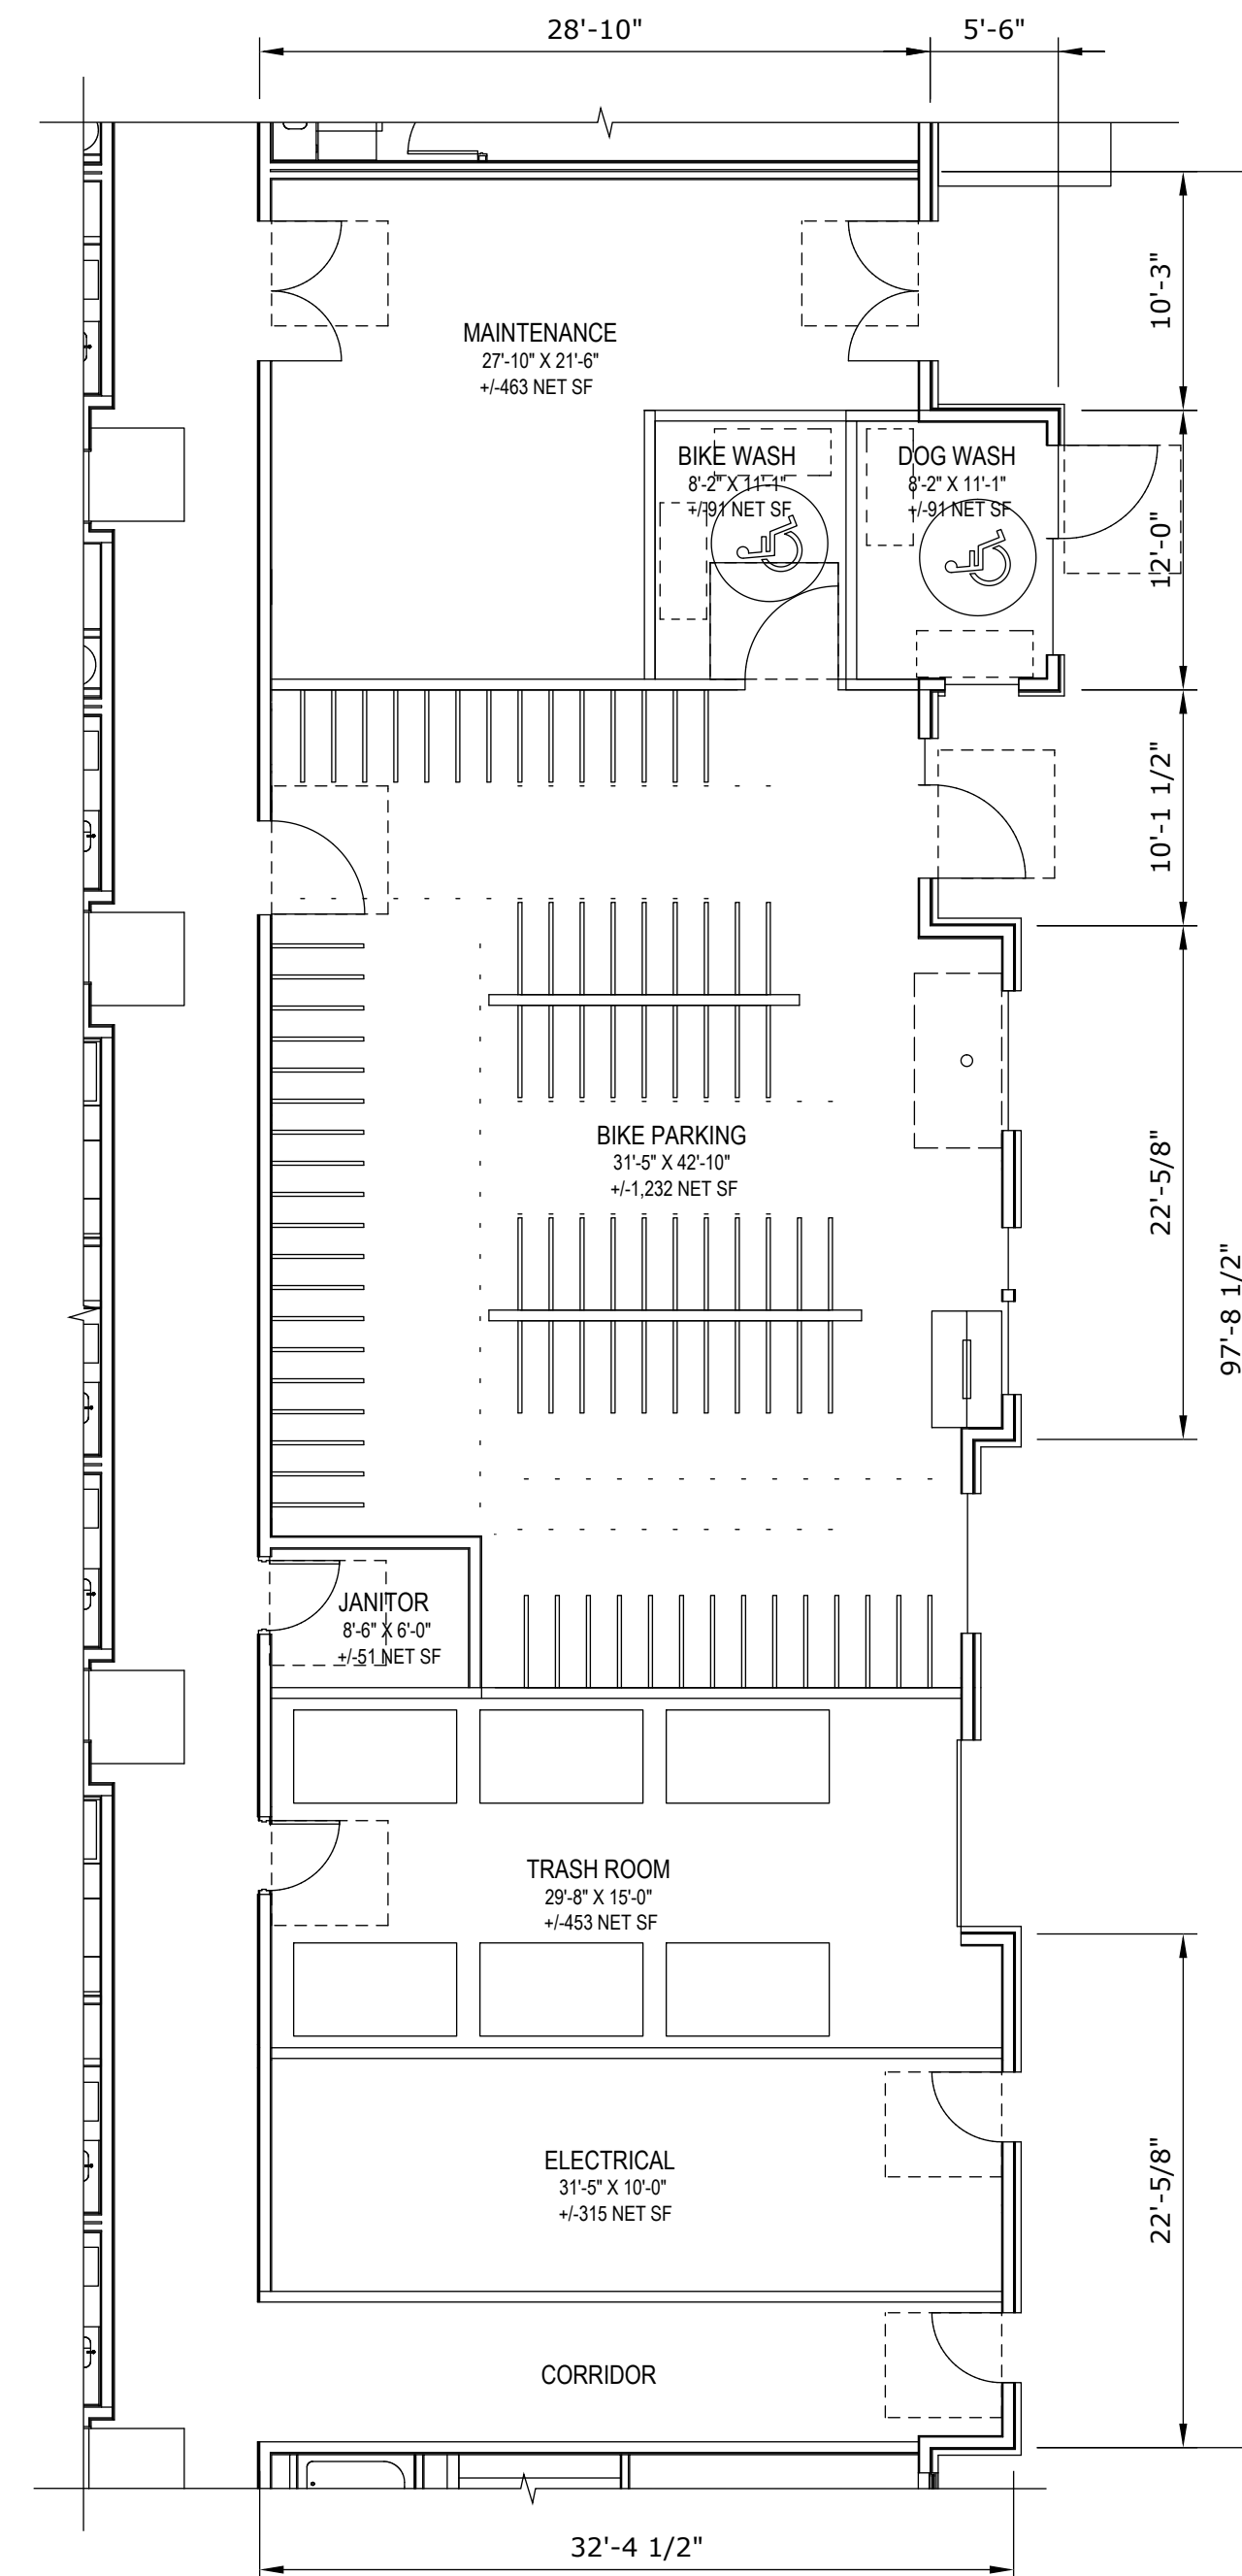 28'-10"
5'-6"
10'-3"
MAINTENANCE
27'-10" X 21'-6"
+/-463 NET SF
BIKE WASH
8'-2" X 11'-1"
+/-91 NET SF
DOG WASH
8'-2" X 11'-1"
+/-91 NET SF
12'-0"
10'-1 1/2"
BIKE PARKING
31'-5" X 42'-10"
+/-1,232 NET SF
22'-5/8"
97'-8 1/2"
JANITOR
8'-6" X 6'-0"
+/-51 NET SF
TRASH ROOM
29'-8" X 15'-0"
+/-453 NET SF
ELECTRICAL
31'-5" X 10'-0"
+/-315 NET SF
22'-5/8"
CORRIDOR
32'-4 1/2"